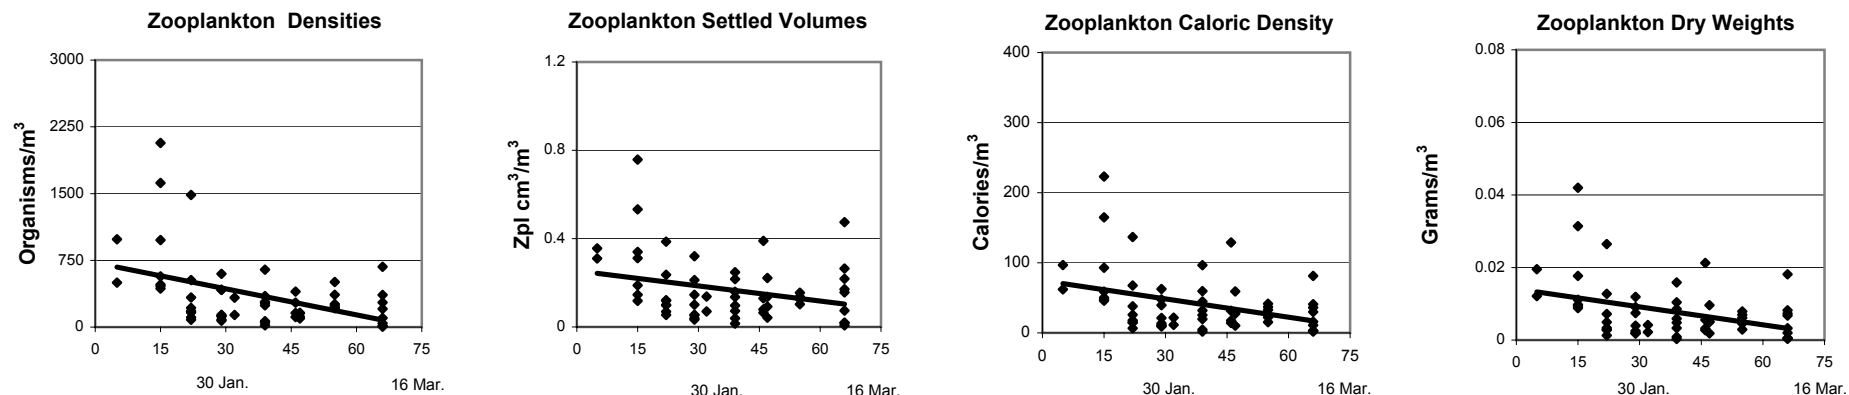 Zooplankton Densities
Organisms/m³
3000
2250
1500
750
0
0 15 30 45 60 75
30 Jan. 16 Mar.
Zooplankton Settled Volumes
Zpl cm³/m³
1.2
0.8
0.4
0
0 15 30 45 60 75
30 Jan. 16 Mar.
Zooplankton Caloric Density
Calories/m³
400
300
200
100
0
0 15 30 45 60 75
30 Jan. 16 Mar.
Zooplankton Dry Weights
Grams/m³
0.08
0.06
0.04
0.02
0
0 15 30 45 60 75
30 Jan. 16 Mar.